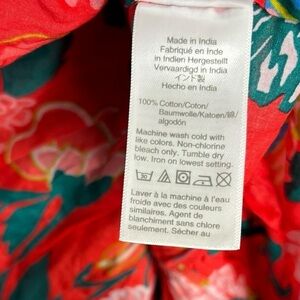 Made in India
Fabriqué en Inde
in Indien Hergestellt
Vervaardigd in India
インド製
Hecho en India
100% Cotton/Coton/
Baumwolle/Katoen/綿/
algodón
Machine wash cold with
like colors. Non-chlorine
bleach only. Tumble dry
low. Iron on lowest setting.
30
Laver à la machine à l'eau
froide avec des couleurs
similaires. Agent de
blanchiment sans chlore
seulement. Sécher au